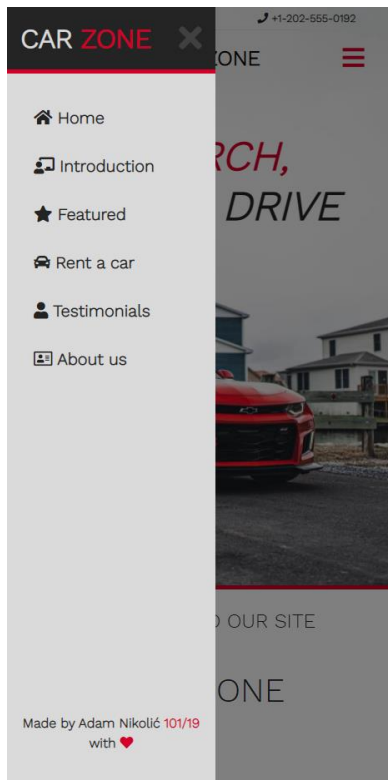 +1-202-555-0192
CAR ZONE
ZONE
Home
Introduction
RCH,
Featured
DRIVE
Rent a car
Testimonials
About us
O OUR SITE
ONE
Made by Adam Nikolić 101/19
with